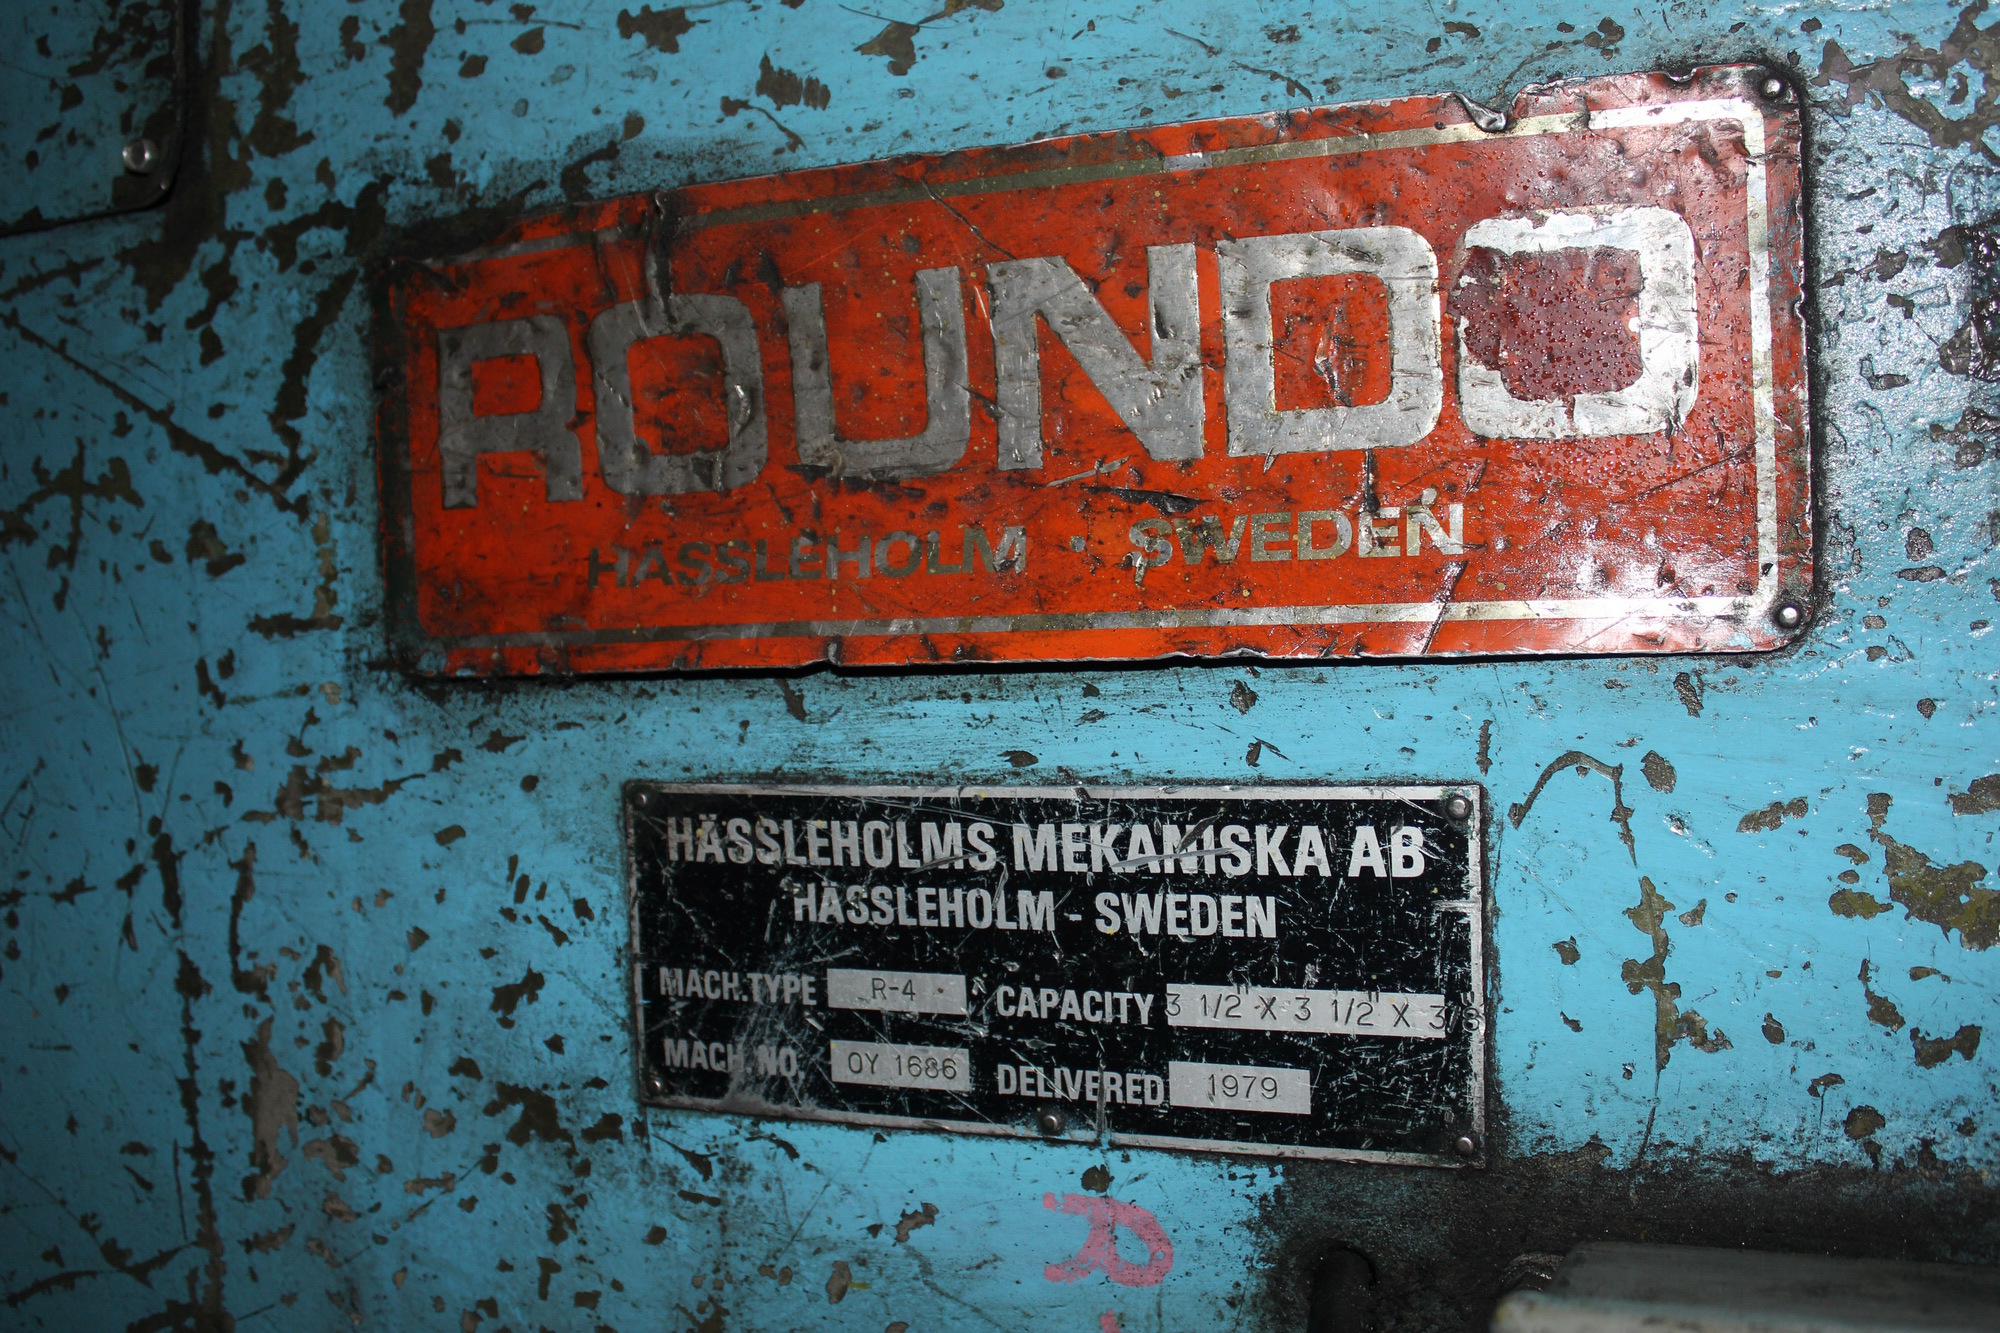 ROUNDO
HÄSSLEHOLM · SWEDEN
HÄSSLEHOLMS MEKANISKA AB
HÄSSLEHOLM - SWEDEN
MACH.TYPE R-4 CAPACITY 3 1/2" X 3 1/2" X 3/8"
MACH. NO. OY 1686 DELIVERED 1979